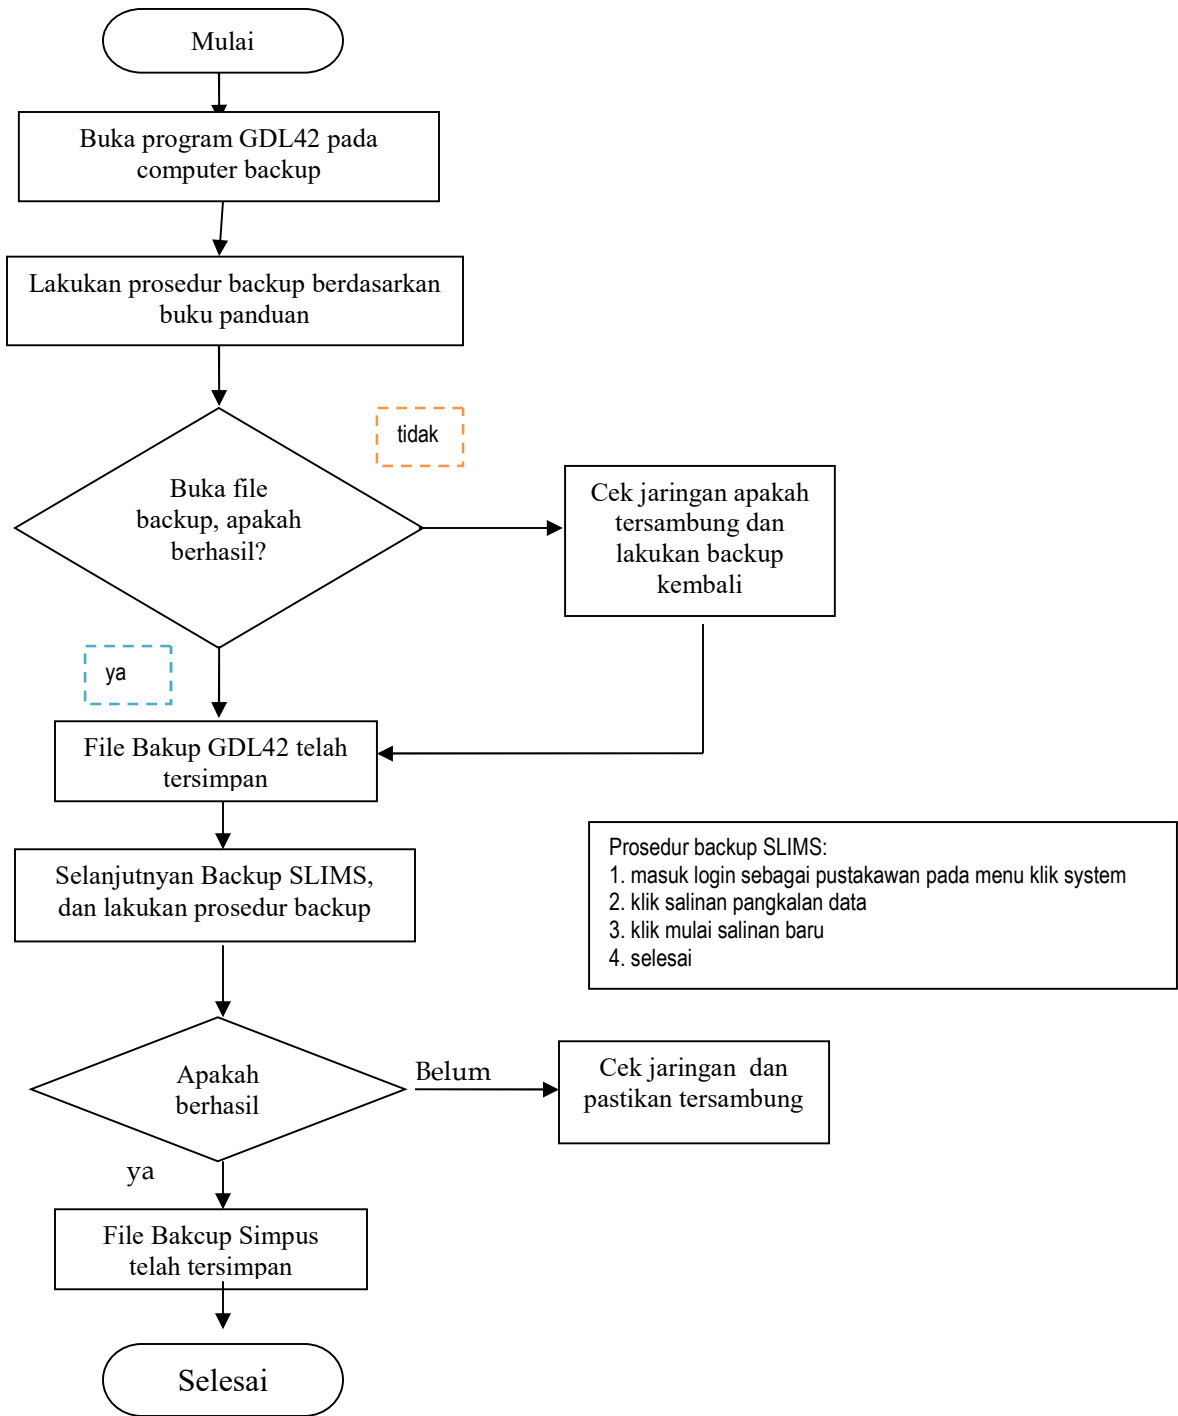 Mulai
Buka program GDL42 pada
computer backup
Lakukan prosedur backup berdasarkan
buku panduan
tidak
Buka file
backup, apakah
berhasil?
Cek jaringan apakah
tersambung dan
lakukan backup
kembali
ya
File Bakup GDL42 telah
tersimpan
Selanjutnyan Backup SLIMS,
dan lakukan prosedur backup
Prosedur backup SLIMS:
1. masuk login sebagai pustakawan pada menu klik system
2. klik salinan pangkalan data
3. klik mulai salinan baru
4. selesai
Apakah
berhasil
Belum
Cek jaringan  dan
pastikan tersambung
ya
File Bakcup Simpus
telah tersimpan
Selesai